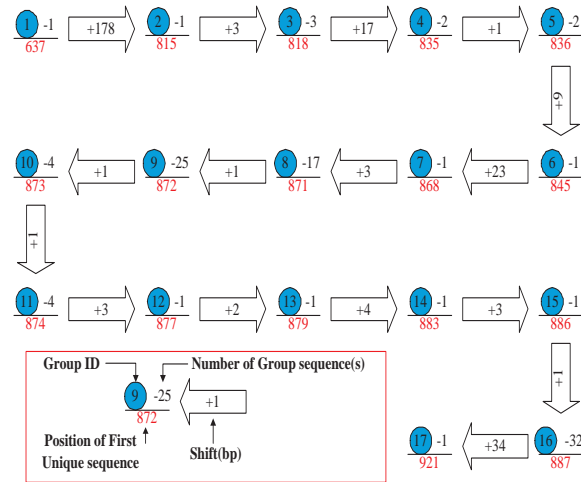 1 -1 +178 2 -1 +3 3 -3 +17 4 -2 +1 5 -2
637 815 818 835 836
+9
10 -4 +1 9 -25 +1 8 -17 +3 7 -1 +23 6 -1
873 872 871 868 845
+1
11 -4 +3 12 -1 +2 13 -1 +4 14 -1 +3 15 -1
874 877 879 883 886
+1
Group ID Number of Group sequence(s)
9 -25 +1
872
Position of First
Unique sequence
Shift(bp)
17 -1 +34 16 -32
921 887